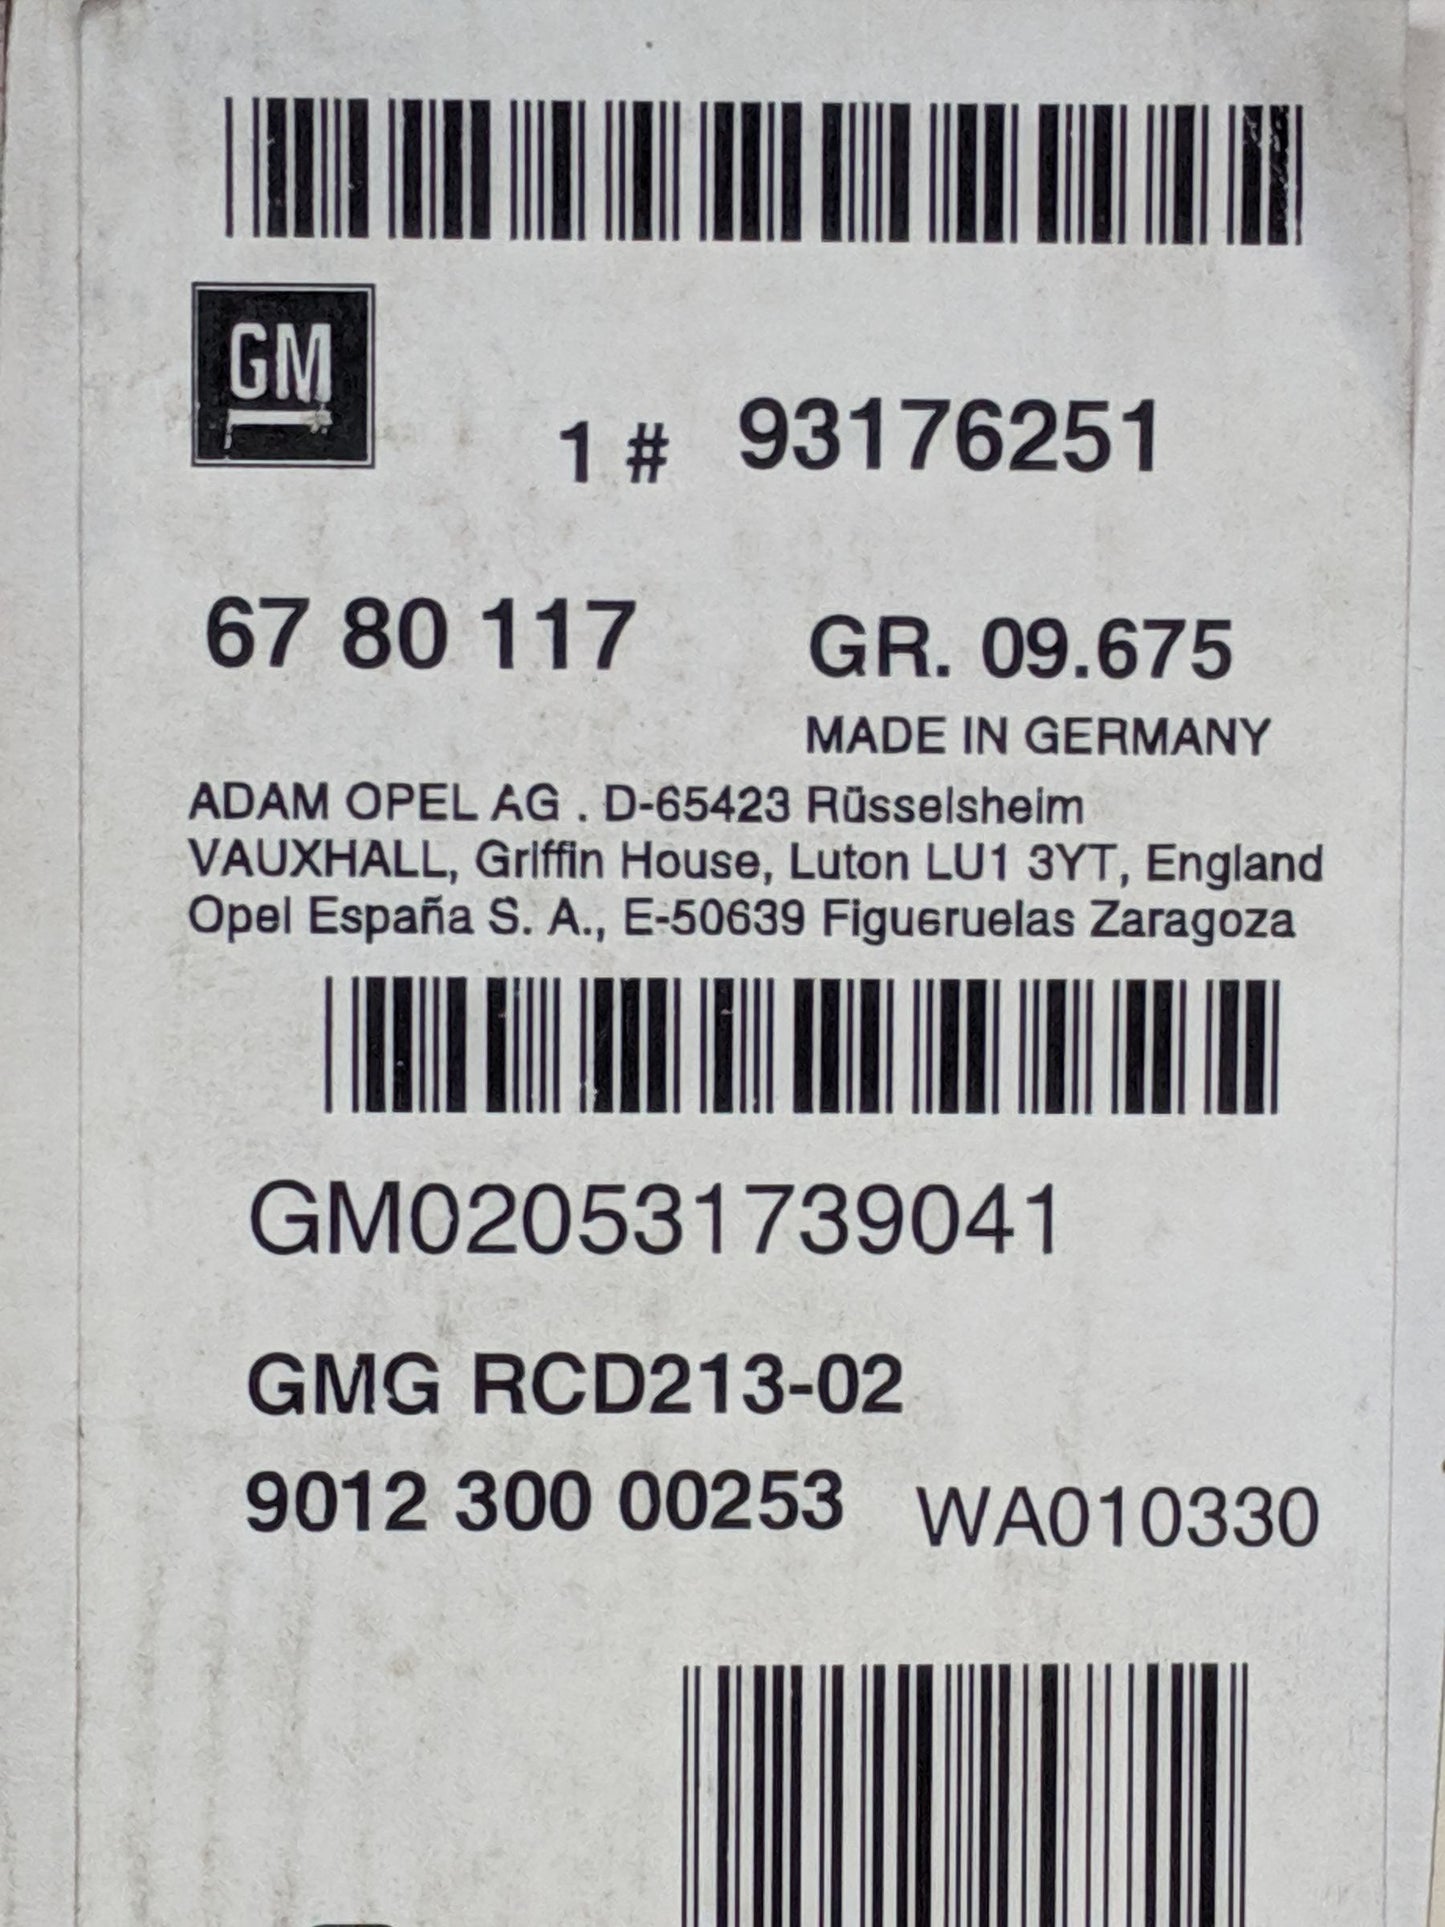 GM
1 # 93176251
67 80 117 GR. 09.675
MADE IN GERMANY
ADAM OPEL AG . D-65423 Rüsselsheim
VAUXHALL, Griffin House, Luton LU1 3YT, England
Opel España S. A., E-50639 Figueruelas Zaragoza
GM020531739041
GMG RCD213-02
9012 300 00253 WA010330